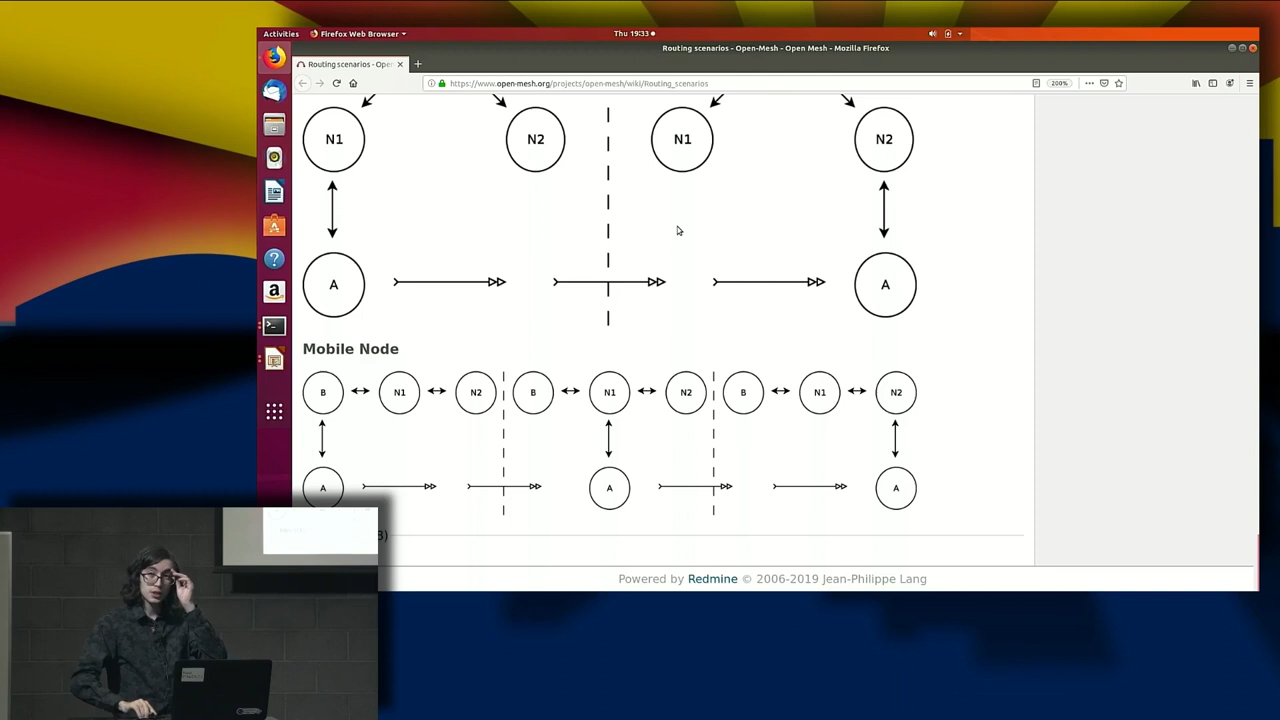 Activities Firefox Web Browser Thu 19:33
Routing scenarios - Open-Mesh - Open Mesh - Mozilla Firefox
Routing scenarios - Open
https://www.open-mesh.org/projects/open-mesh/wiki/Routing_scenarios 200%
N1 N2 N1 N2
A A
Mobile Node
B N1 N2 B N1 N2 B N1 N2
A A A
B)
Powered by Redmine © 2006-2019 Jean-Philippe Lang